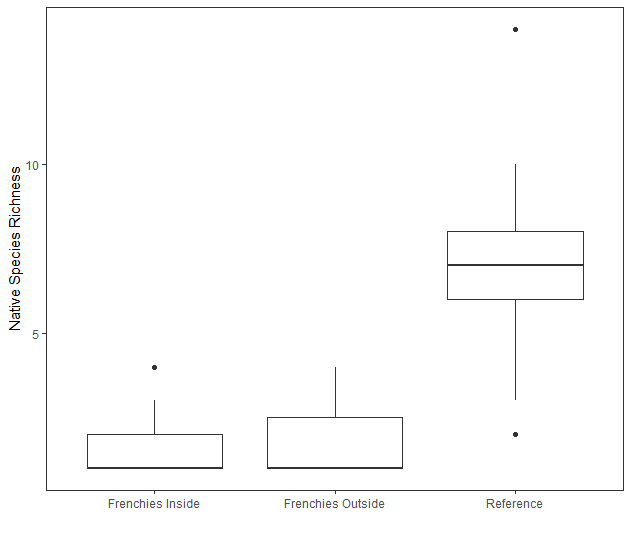 Native Species Richness
10
5
Frenchies Inside
Frenchies Outside
Reference